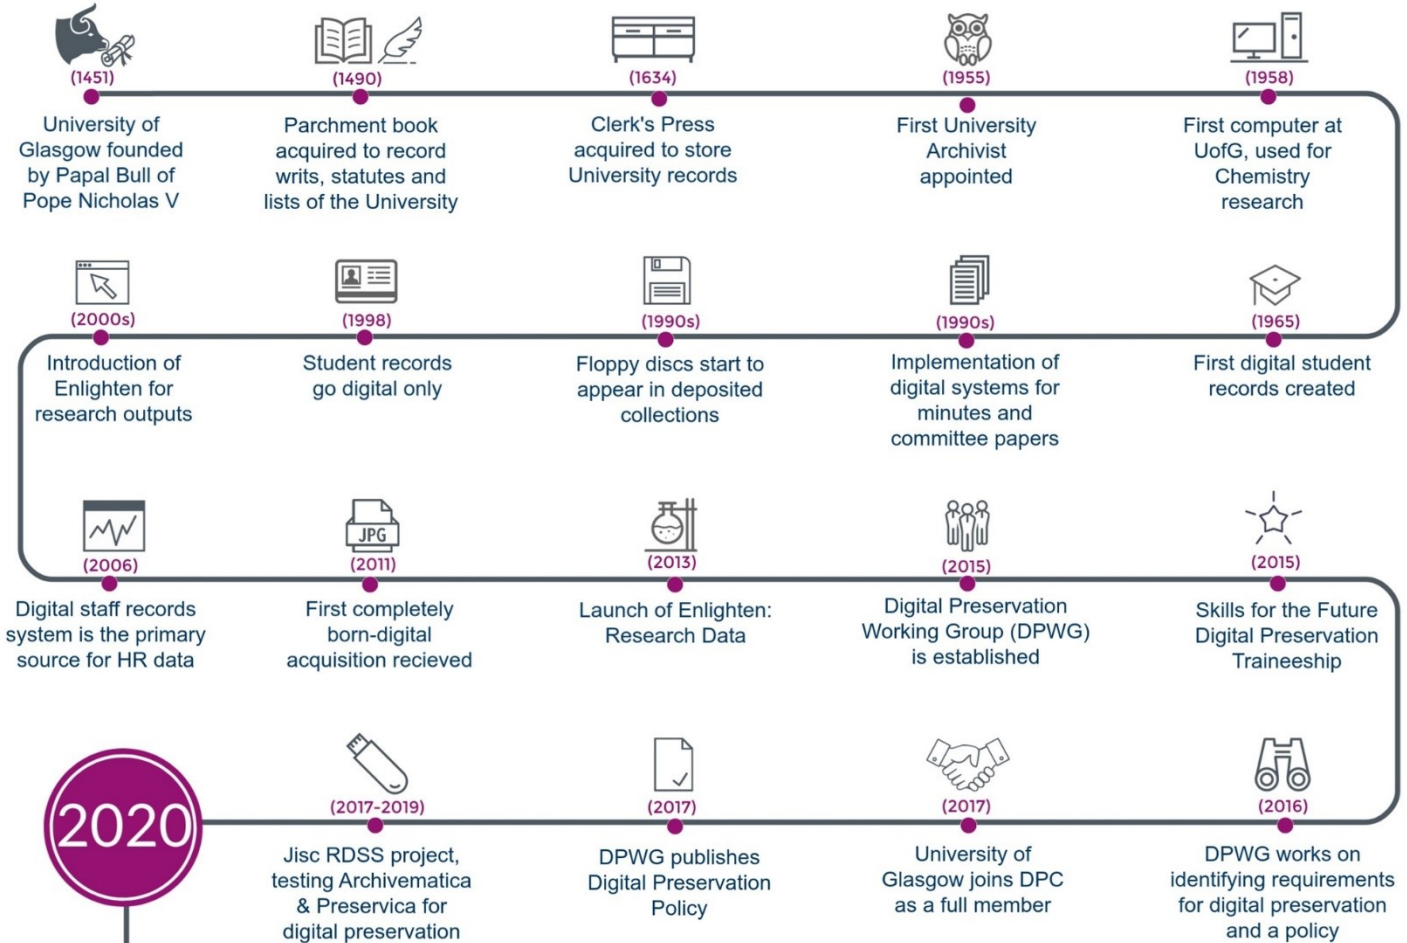 (1451)
University of
Glasgow founded
by Papal Bull of
Pope Nicholas V
(1490)
Parchment book
acquired to record
writs, statutes and
lists of the University
(1634)
Clerk's Press
acquired to store
University records
(1955)
First University
Archivist
appointed
(1958)
First computer at
UofG, used for
Chemistry
research
(1965)
First digital student
records created
(1990s)
Implementation of
digital systems for
minutes and
committee papers
(1990s)
Floppy discs start to
appear in deposited
collections
(1998)
Student records
go digital only
(2000s)
Introduction of
Enlighten for
research outputs
(2006)
Digital staff records
system is the primary
source for HR data
JPG
(2011)
First completely
born-digital
acquisition recieved
(2013)
Launch of Enlighten:
Research Data
(2015)
Digital Preservation
Working Group (DPWG)
is established
(2015)
Skills for the Future
Digital Preservation
Traineeship
(2016)
DPWG works on
identifying requirements
for digital preservation
and a policy
(2017)
University of
Glasgow joins DPC
as a full member
(2017)
DPWG publishes
Digital Preservation
Policy
(2017-2019)
Jisc RDSS project,
testing Archivematica
& Preservica for
digital preservation
2020